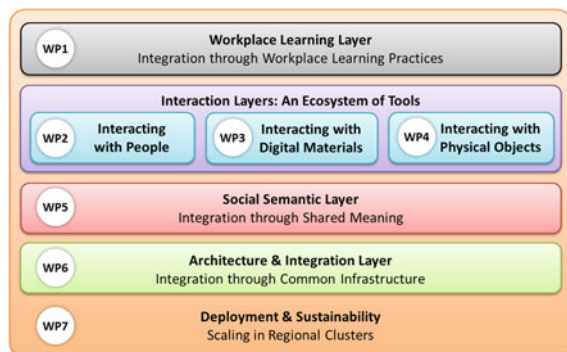 WP1
Workplace Learning Layer
Integration through Workplace Learning Practices
Interaction Layers: An Ecosystem of Tools
WP2
Interacting
with People
WP3
Interacting with
Digital Materials
WP4
Interacting with
Physical Objects
WP5
Social Semantic Layer
Integration through Shared Meaning
WP6
Architecture & Integration Layer
Integration through Common Infrastructure
WP7
Deployment & Sustainability
Scaling in Regional Clusters